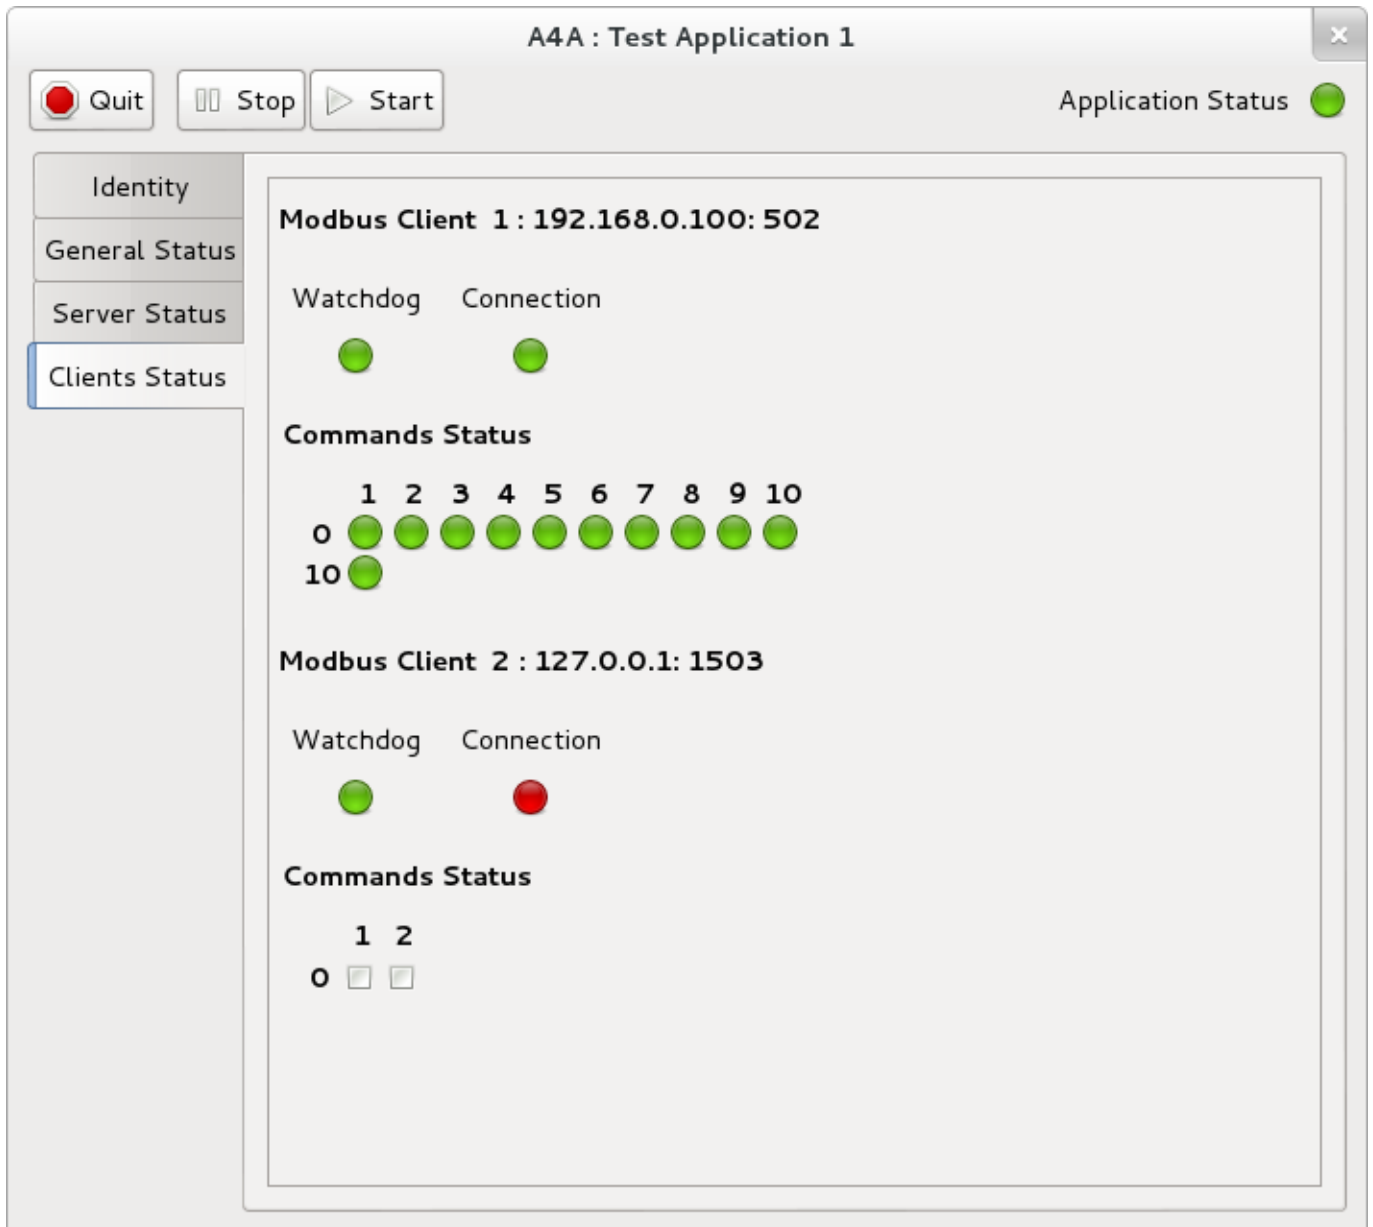 A4A : Test Application 1
Quit Stop Start Application Status
Identity
General Status
Server Status
Clients Status
Modbus Client 1 : 192.168.0.100: 502
Watchdog Connection
Commands Status
1 2 3 4 5 6 7 8 9 10
0
10
Modbus Client 2 : 127.0.0.1: 1503
Watchdog Connection
Commands Status
1 2
0